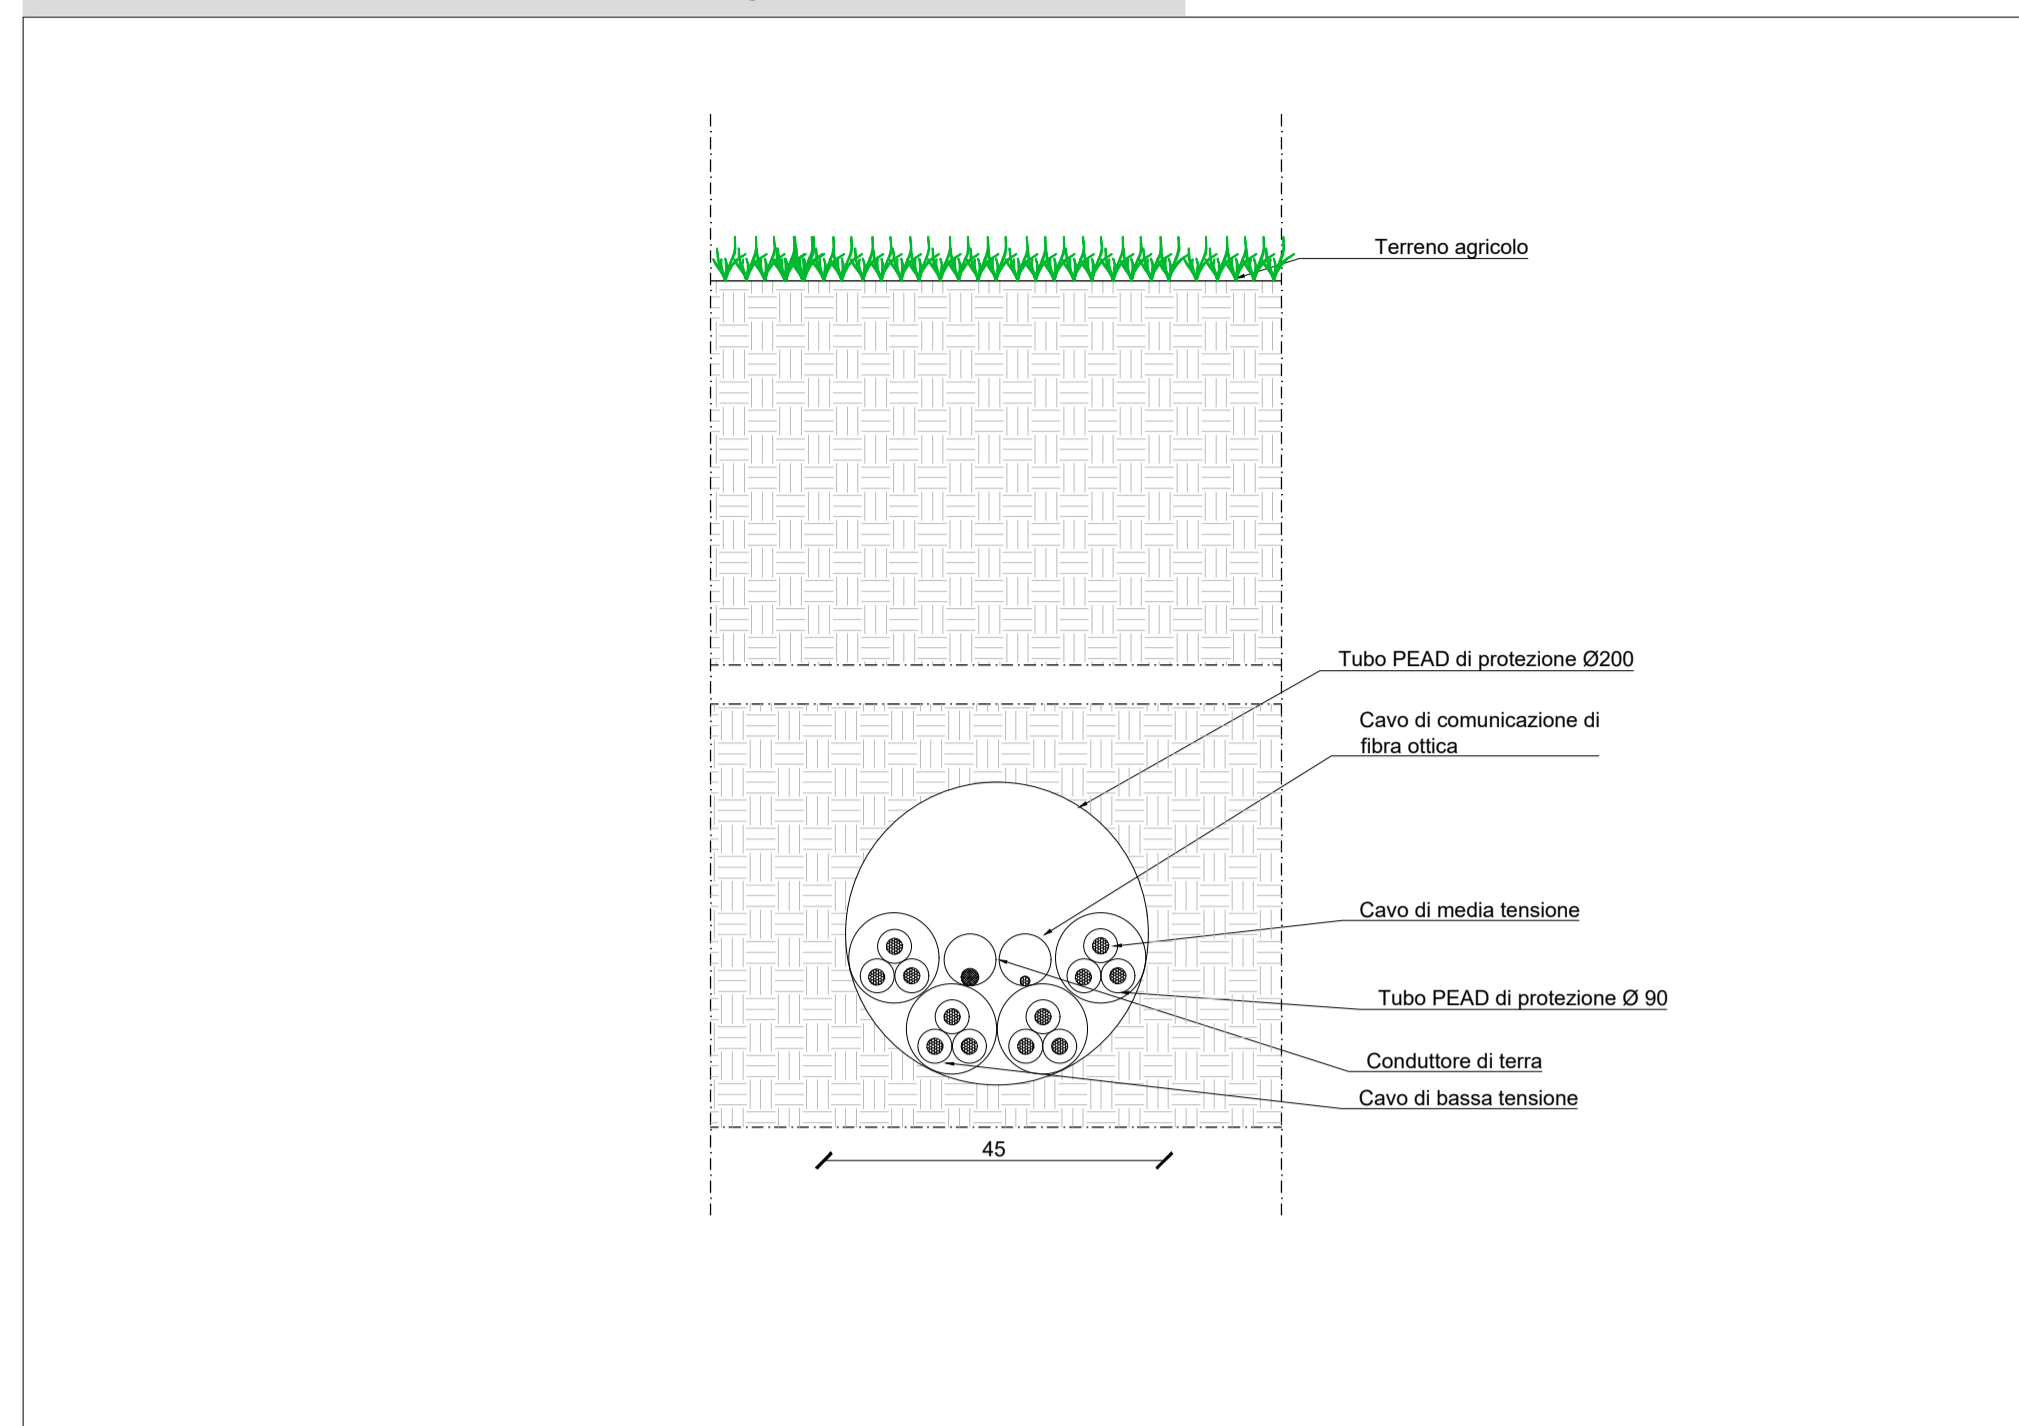 Terreno agricolo
Tubo PEAD di protezione Ø200
Cavo di comunicazione di
fibra ottica
Cavo di media tensione
Tubo PEAD di protezione Ø 90
Conduttore di terra
Cavo di bassa tensione
45